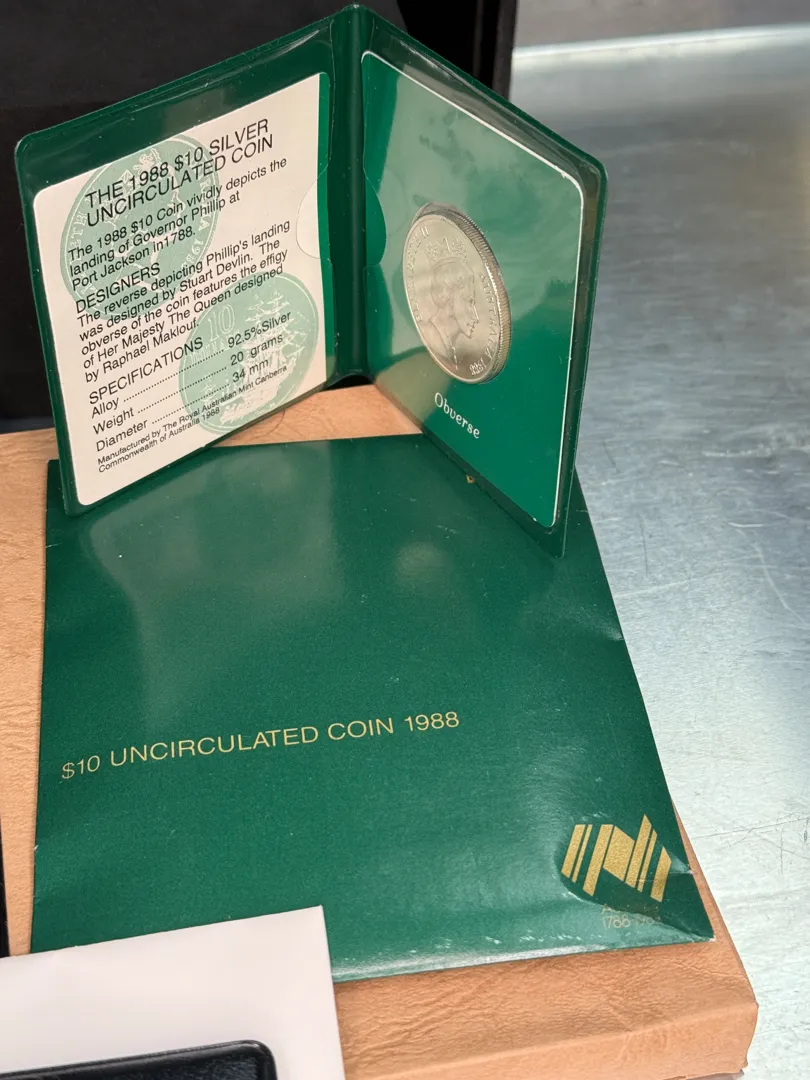 THE 1988 $10 SILVER
UNCIRCULATED COIN
The 1988 $10 Coin vividly depicts the
landing of Governor Phillip at
Port Jackson in1788.
DESIGNERS
The reverse depicting Phillip's landing
was designed by Stuart Devlin. The
obverse of the coin features the effigy
of Her Majesty The Queen designed
by Raphael Maklouf.
SPECIFICATIONS
Alloy .................... 92.5%Silver
Weight .................... 20 grams
Diameter .................... 34 mm
Manufactured by The Royal Australian Mint Canberra
Commonwealth of Australia 1988
Obverse
$10 UNCIRCULATED COIN 1988